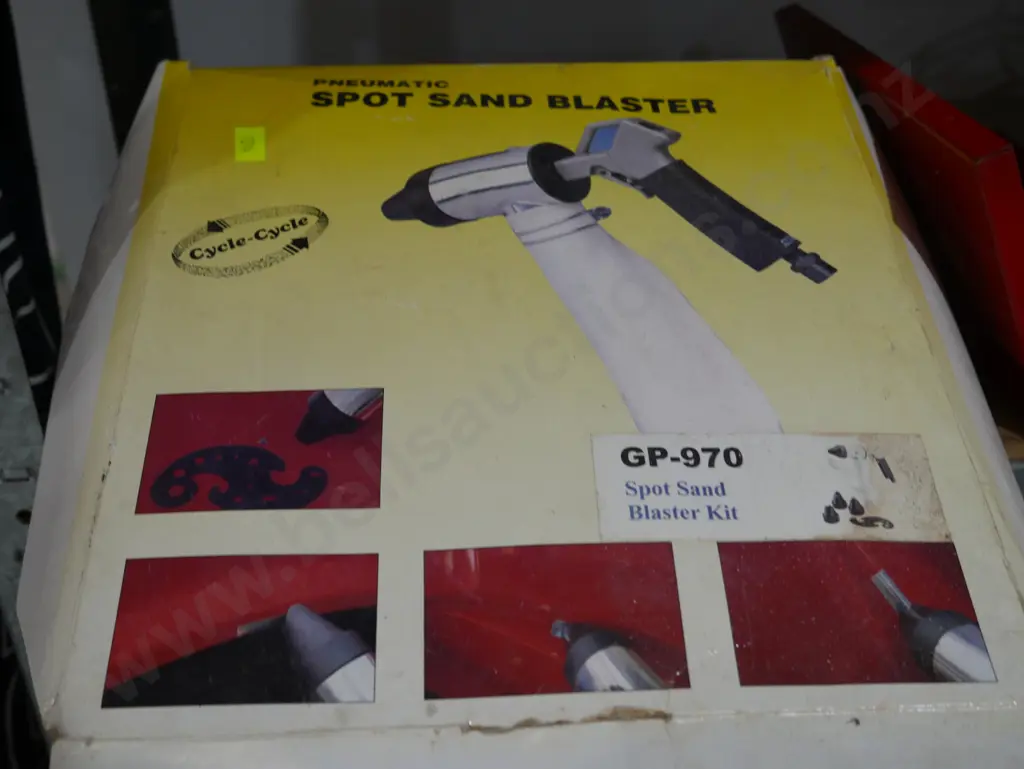 PNEUMATIC
SPOT SAND BLASTER
Cycle-Cycle
GP-970
Spot Sand
Blaster Kit